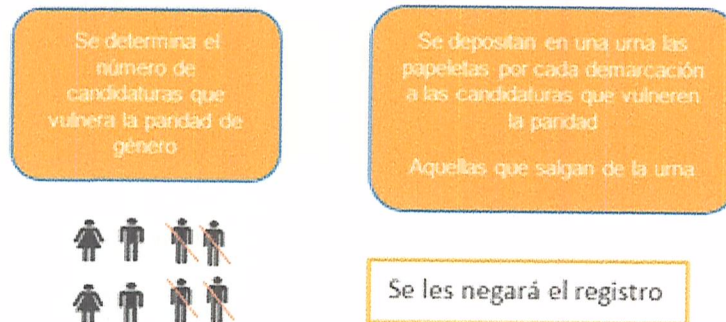 Se determina el
número de
candidaturas que
vulnera la paridad de
género
Se depositan en una urna las
papeletas por cada demarcación
a las candidaturas que vulneren
la paridad
Aquellas que salgan de la urna
Se les negará el registro